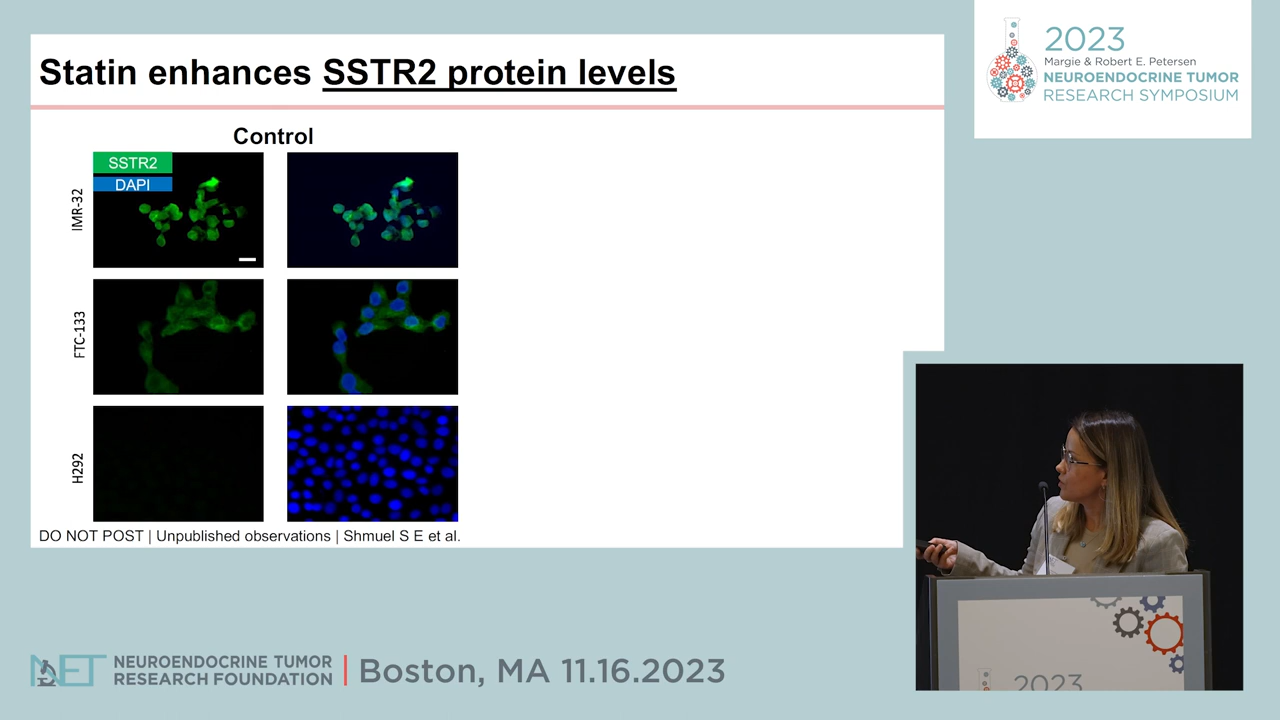 Statin enhances SSTR2 protein levels
Control
SSTR2
DAPI
IMR-32
FTC-133
H292
DO NOT POST | Unpublished observations | Shmuel S E et al.
2023
Margie & Robert E. Petersen
NEUROENDOCRINE TUMOR
RESEARCH SYMPOSIUM
2023
NET
NEUROENDOCRINE TUMOR
RESEARCH FOUNDATION
Boston, MA 11.16.2023